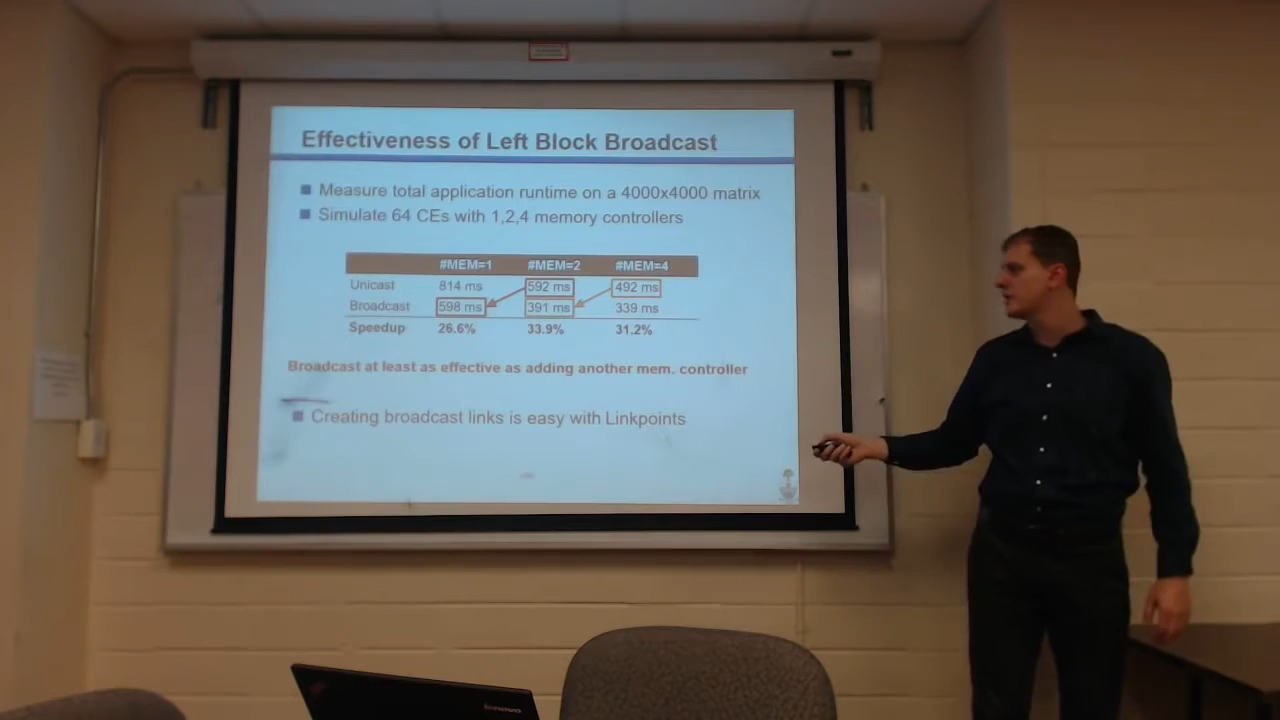 Effectiveness of Left Block Broadcast
Measure total application runtime on a 4000x4000 matrix
Simulate 64 CEs with 1,2,4 memory controllers
#MEM=1 #MEM=2 #MEM=4
Unicast 814 ms 592 ms 492 ms
Broadcast 598 ms 391 ms 339 ms
Speedup 26.6% 33.9% 31.2%
Broadcast at least as effective as adding another mem. controller
Creating broadcast links is easy with Linkpoints
lenovo